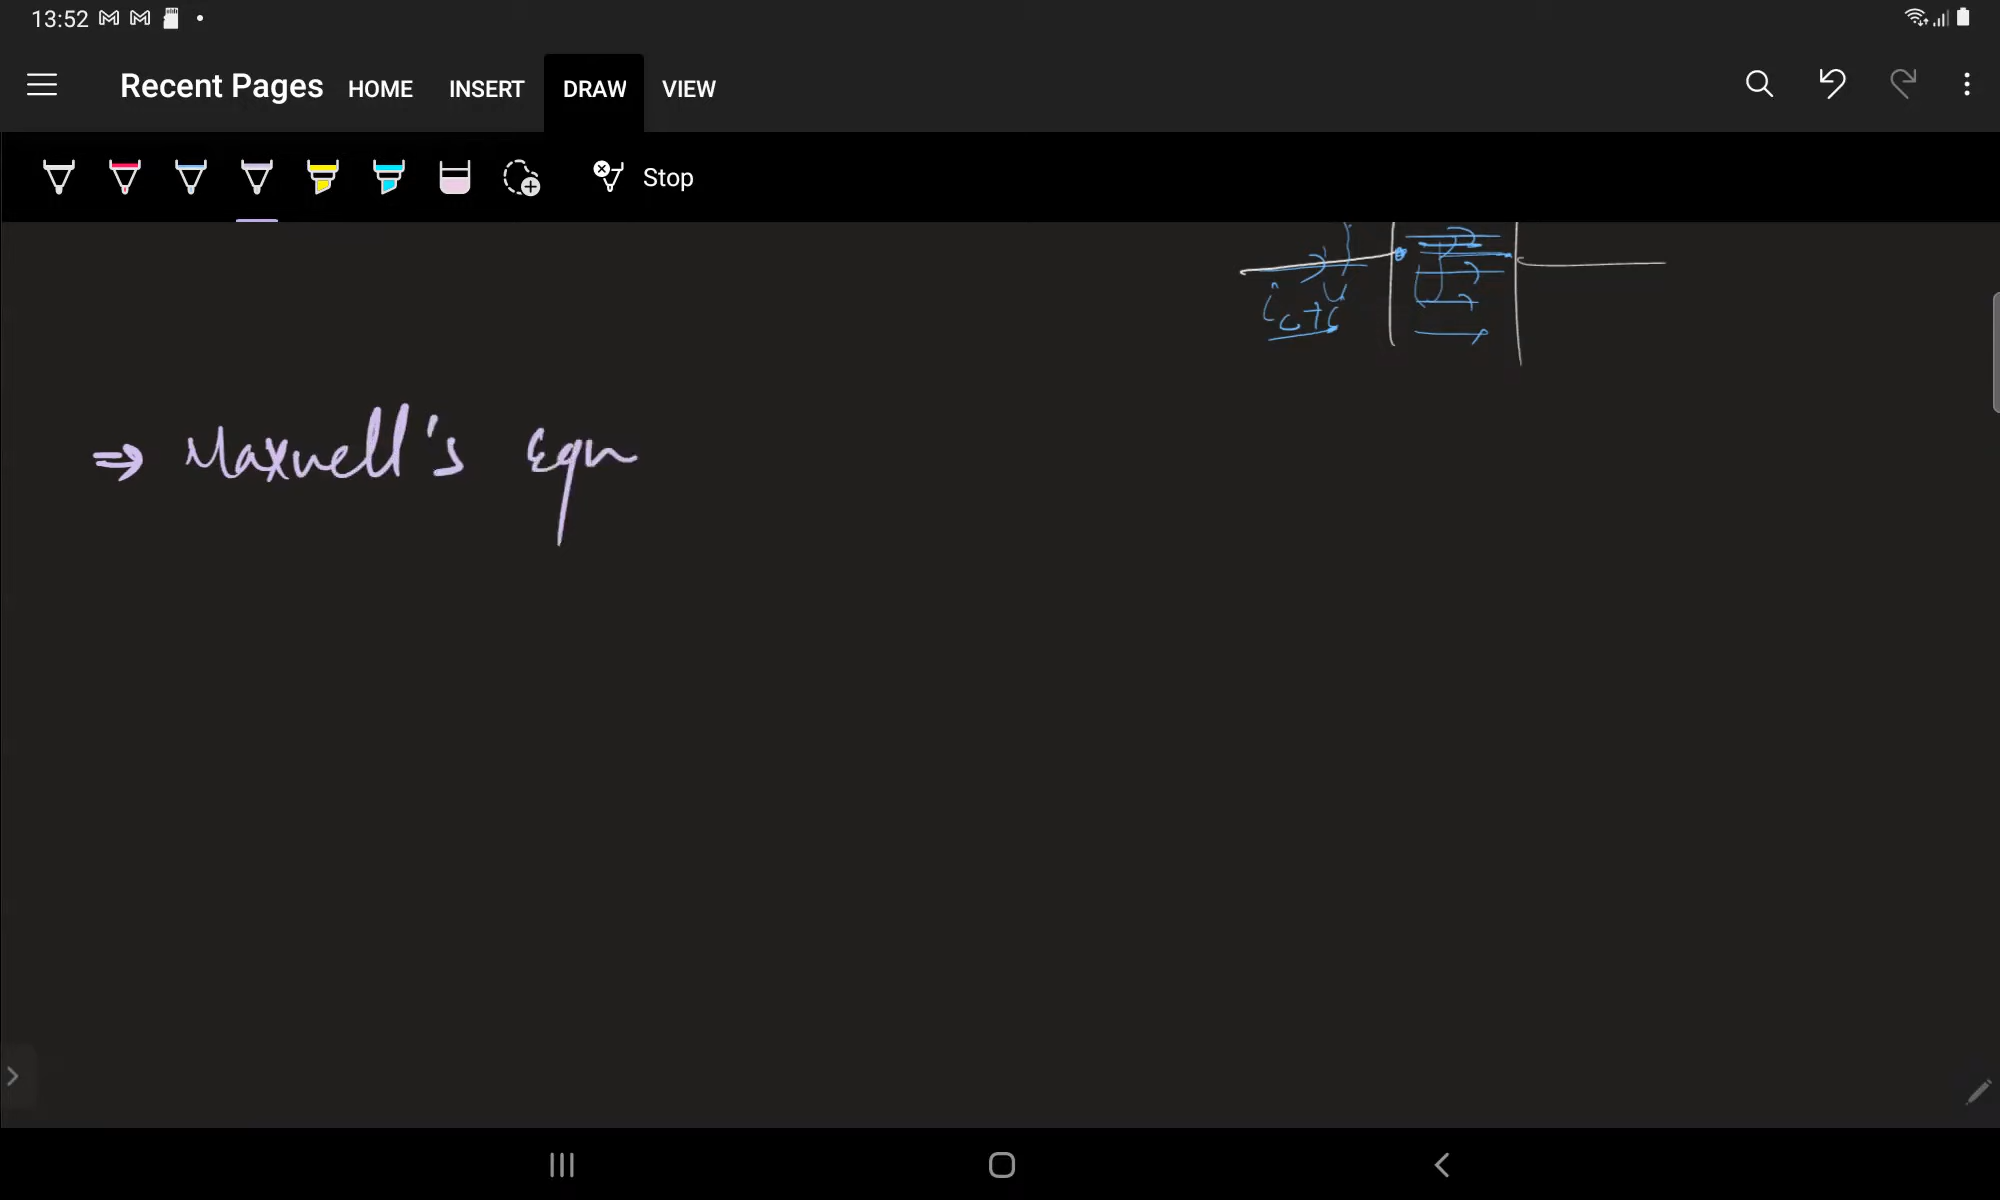 13:52
Recent Pages HOME INSERT DRAW VIEW
Stop
⇒ Maxwell's Eqn